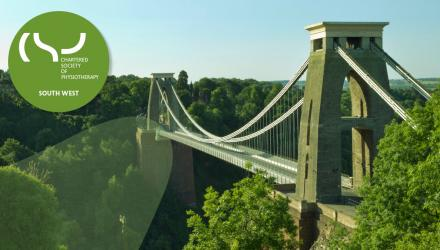 CHARTERED
SOCIETY
OF
PHYSIOTHERAPY
SOUTH WEST